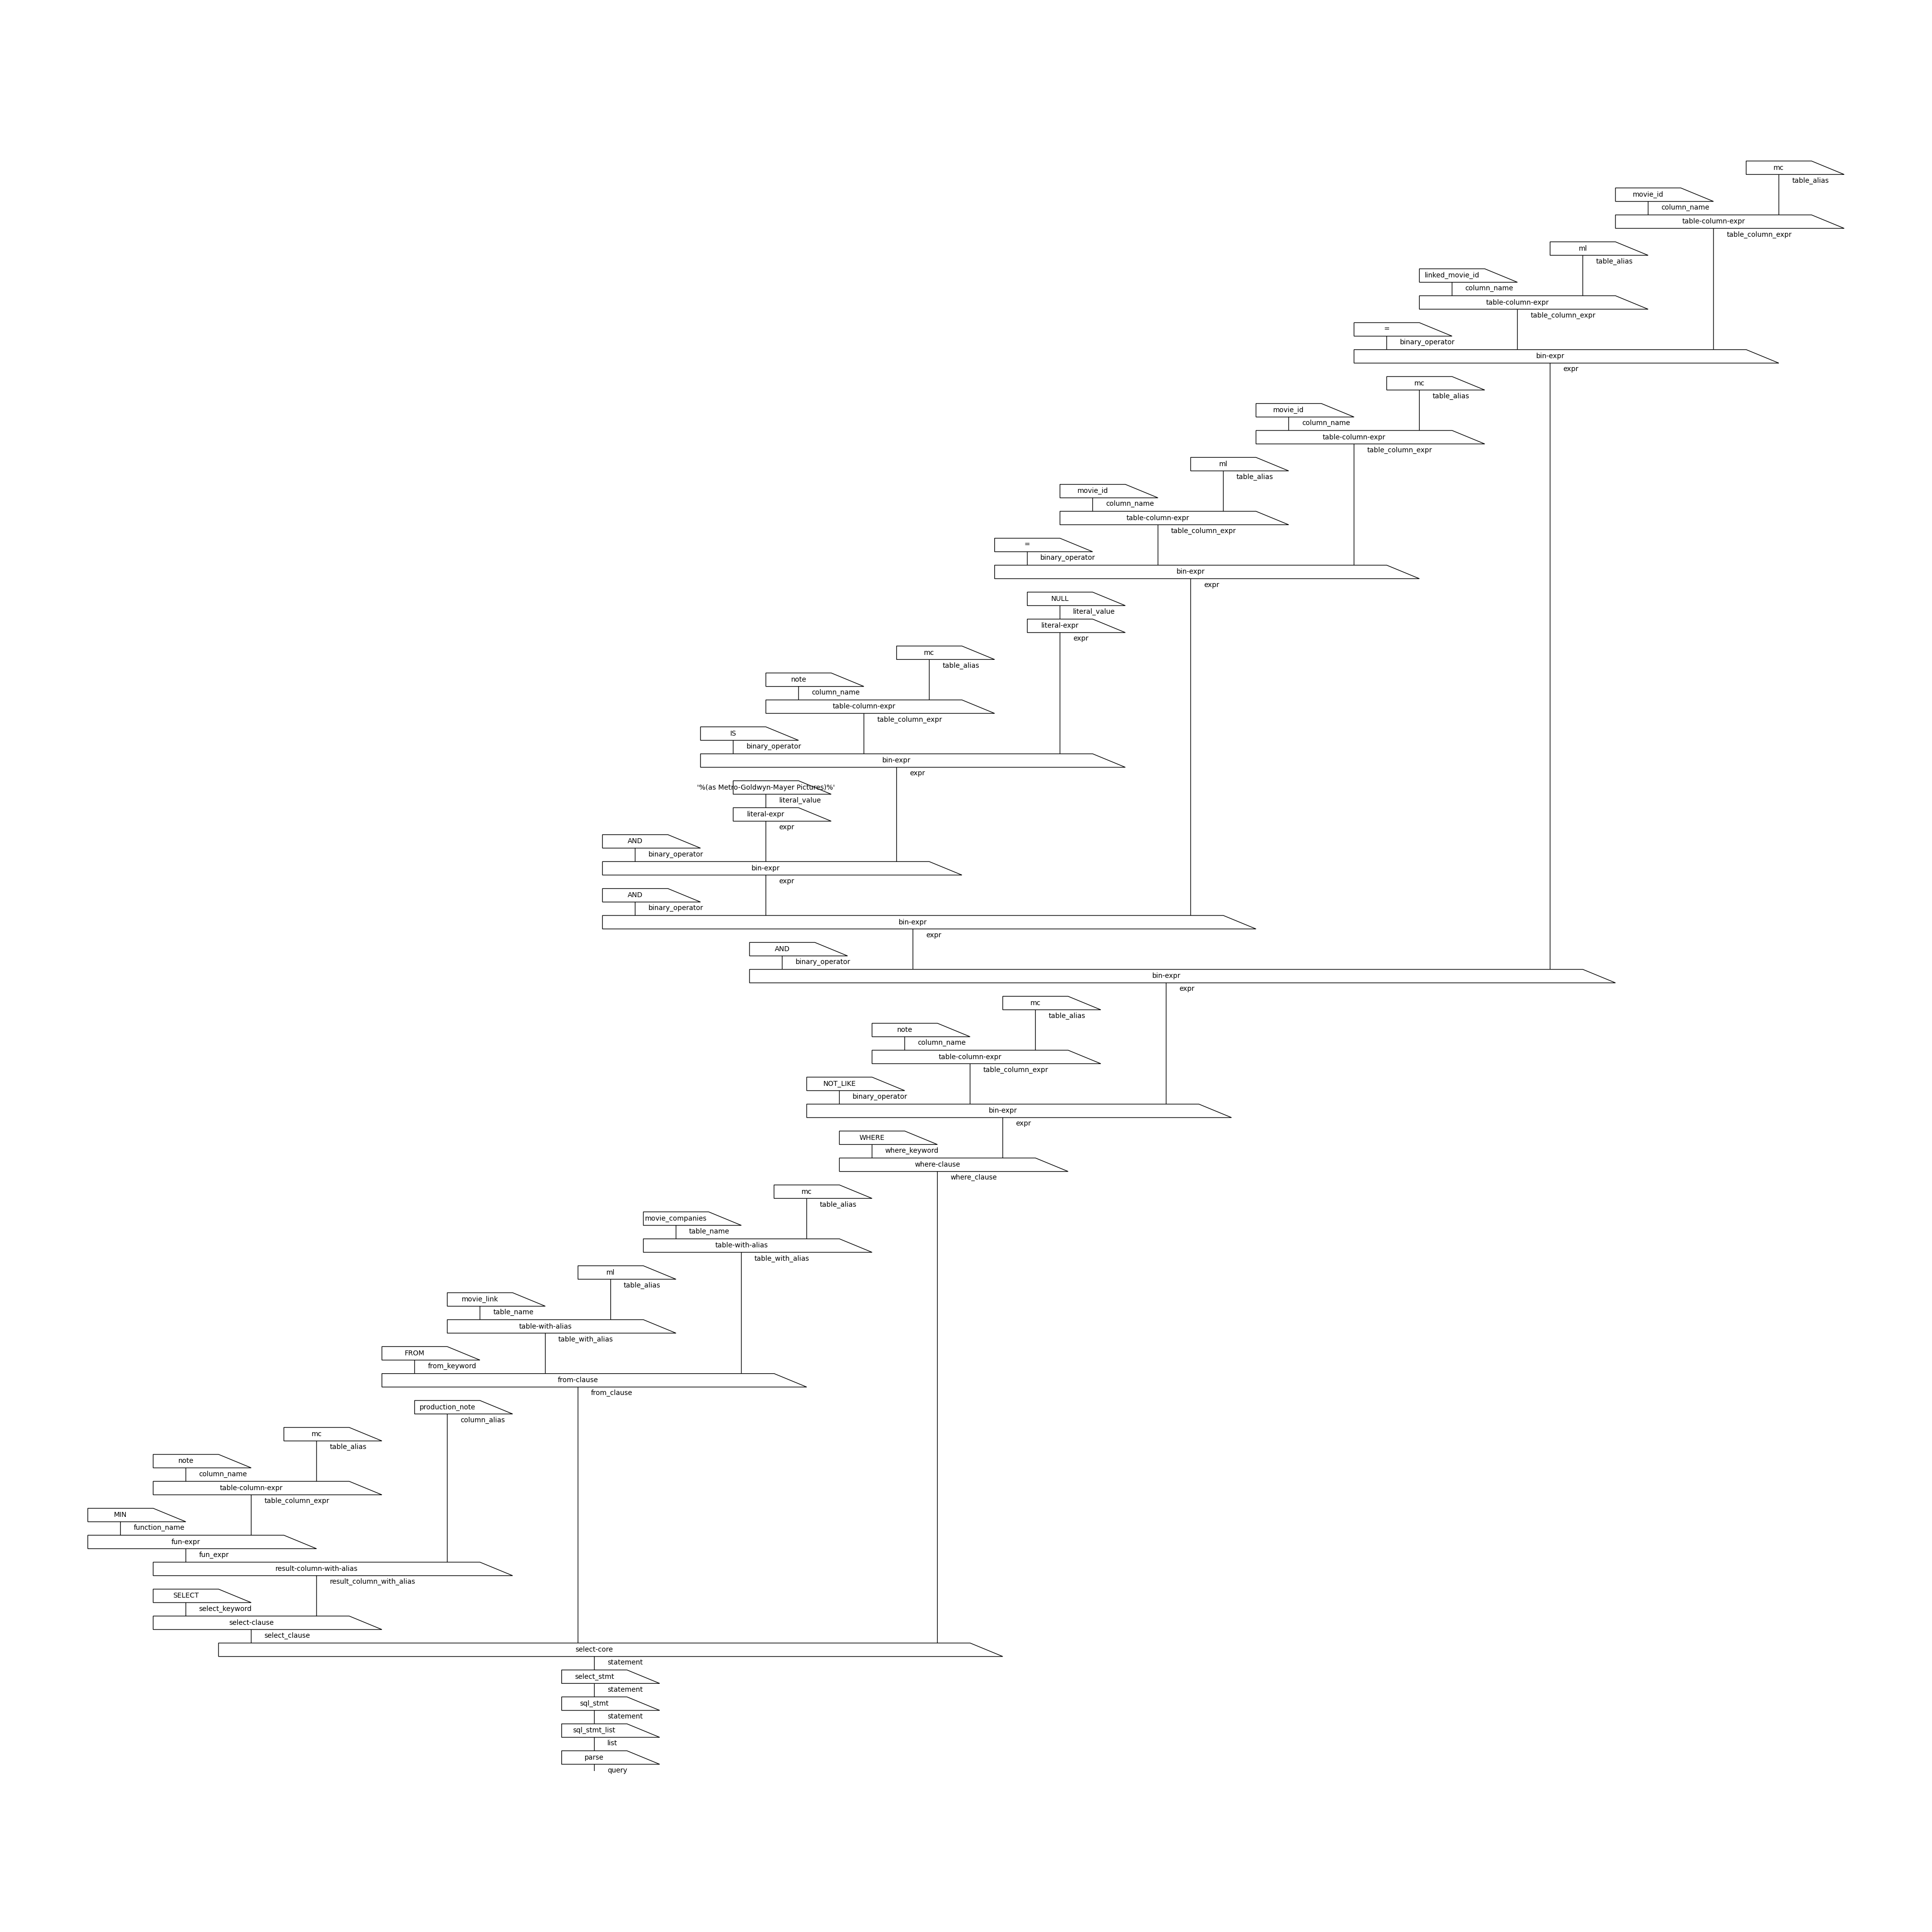 mc
table_alias
movie_id
column_name
table-column-expr
table_column_expr
ml
table_alias
linked_movie_id
column_name
table-column-expr
table_column_expr
=
binary_operator
bin-expr
expr
mc
table_alias
movie_id
column_name
table-column-expr
table_column_expr
ml
table_alias
movie_id
column_name
table-column-expr
table_column_expr
=
binary_operator
bin-expr
expr
NULL
literal_value
literal-expr
expr
mc
table_alias
note
column_name
table-column-expr
table_column_expr
IS
binary_operator
bin-expr
expr
'%(as Metro-Goldwyn-Mayer Pictures)%'
literal_value
literal-expr
expr
AND
binary_operator
bin-expr
expr
AND
binary_operator
bin-expr
expr
AND
binary_operator
bin-expr
expr
mc
table_alias
note
column_name
table-column-expr
table_column_expr
NOT_LIKE
binary_operator
bin-expr
expr
WHERE
where_keyword
where-clause
where_clause
mc
table_alias
movie_companies
table_name
table-with-alias
table_with_alias
ml
table_alias
movie_link
table_name
table-with-alias
table_with_alias
FROM
from_keyword
from-clause
from_clause
production_note
column_alias
mc
table_alias
note
column_name
table-column-expr
table_column_expr
MIN
function_name
fun-expr
fun_expr
result-column-with-alias
result_column_with_alias
SELECT
select_keyword
select-clause
select_clause
select-core
statement
select_stmt
statement
sql_stmt
statement
sql_stmt_list
list
parse
query